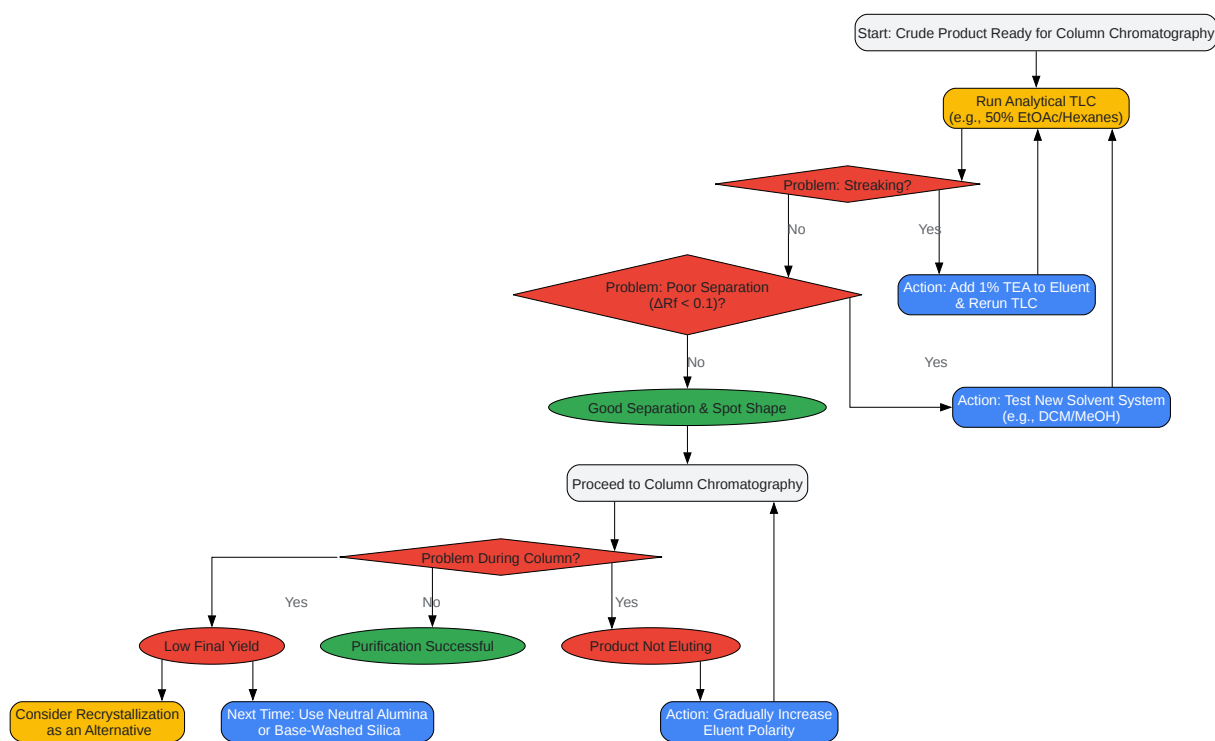 Start: Crude Product Ready for Column Chromatography
Run Analytical TLC
(e.g., 50% EtOAc/Hexanes)
Problem: Streaking?
No
Yes
Problem: Poor Separation
(ΔRf < 0.1)?
Action: Add 1% TEA to Eluent
& Rerun TLC
No
Yes
Good Separation & Spot Shape
Action: Test New Solvent System
(e.g., DCM/MeOH)
Proceed to Column Chromatography
Problem During Column?
Yes
No
Yes
Low Final Yield
Purification Successful
Product Not Eluting
Consider Recrystallization
as an Alternative
Next Time: Use Neutral Alumina
or Base-Washed Silica
Action: Gradually Increase
Eluent Polarity